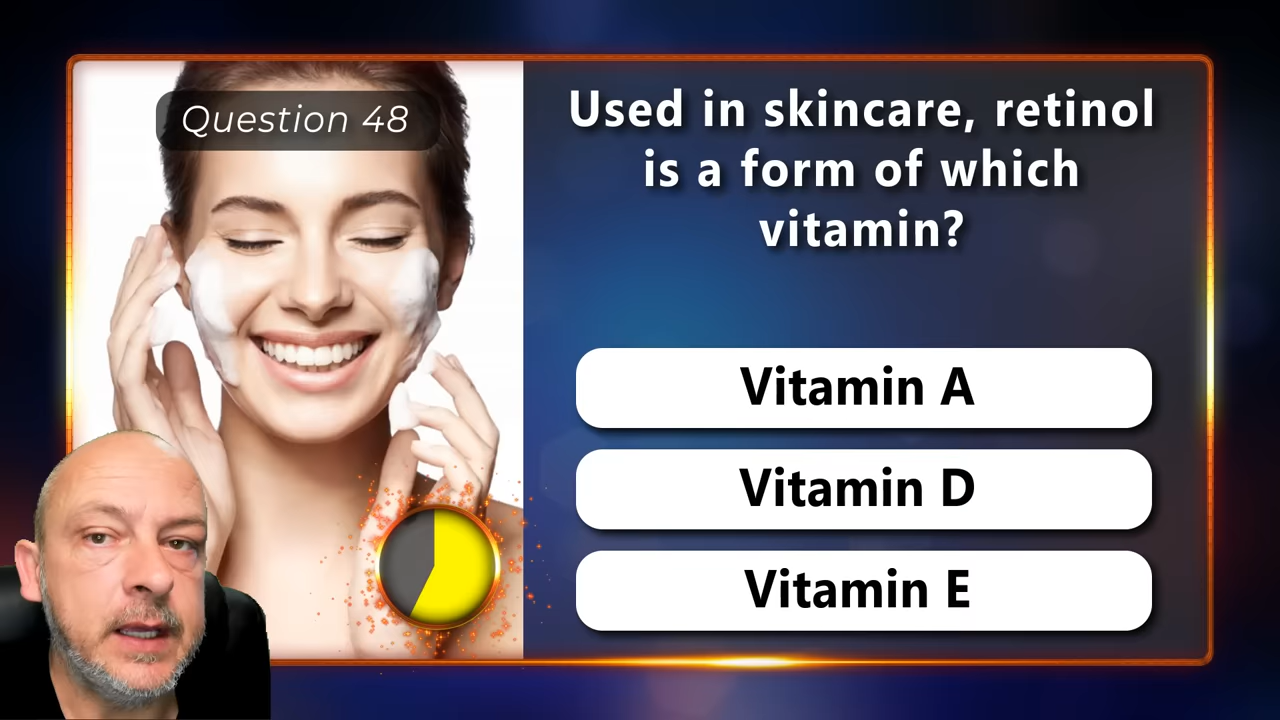 Question 48
Used in skincare, retinol
is a form of which
vitamin?
Vitamin A
Vitamin D
Vitamin E